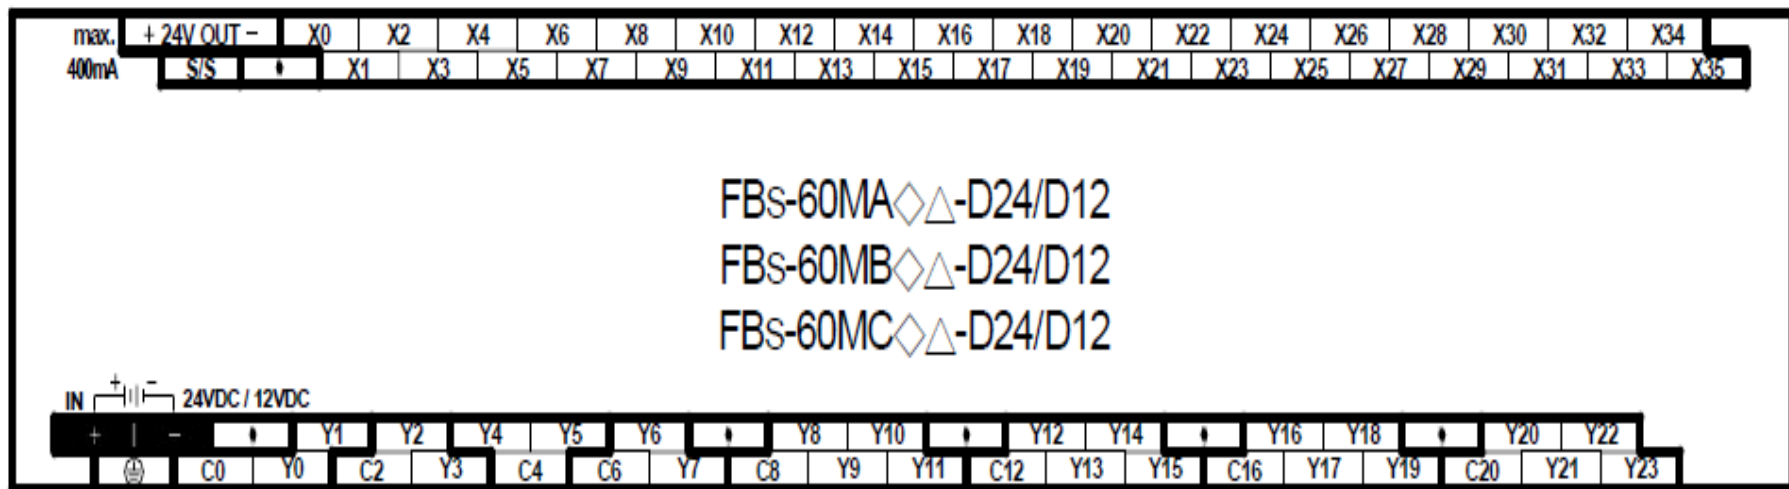 max. + 24V OUT − X0 X2 X4 X6 X8 X10 X12 X14 X16 X18 X20 X22 X24 X26 X28 X30 X32 X34
400mA S/S • X1 X3 X5 X7 X9 X11 X13 X15 X17 X19 X21 X23 X25 X27 X29 X31 X33 X35
FBs-60MA◇△-D24/D12
FBs-60MB◇△-D24/D12
FBs-60MC◇△-D24/D12
IN + − 24VDC / 12VDC
+ | − • Y1 Y2 Y4 Y5 Y6 • Y8 Y10 • Y12 Y14 • Y16 Y18 • Y20 Y22
⏚ C0 Y0 C2 Y3 C4 C6 Y7 C8 Y9 Y11 C12 Y13 Y15 C16 Y17 Y19 C20 Y21 Y23